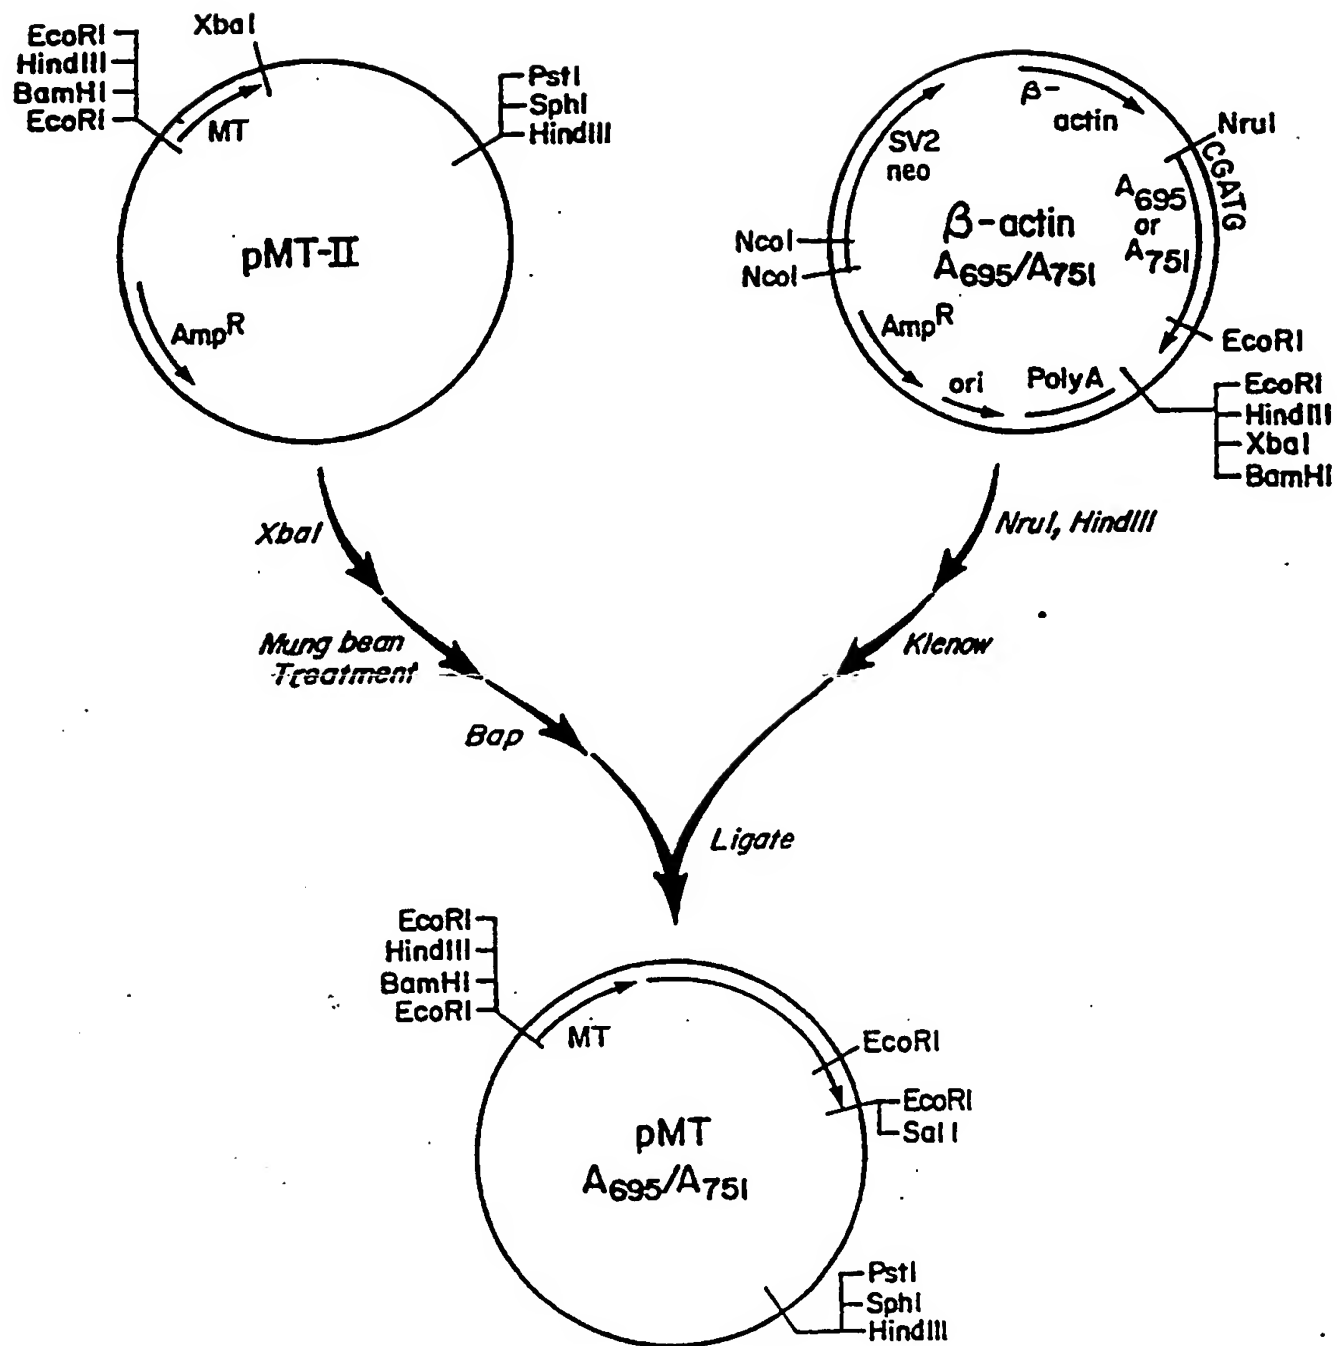 EcoRI
HindIII
BamHI
EcoRI
XbaI
MT
PstI
SphI
HindIII
pMT-II
Amp^R
β-
actin
NruI
CGATG
SV2
neo
A695
or
A751
β-actin
A695/A751
NcoI
NcoI
Amp^R
ori
PolyA
EcoRI
EcoRI
HindIII
XbaI
BamHI
XbaI
Mung bean
Treatment
Bap
NruI, HindIII
Klenow
Ligate
EcoRI
HindIII
BamHI
EcoRI
MT
EcoRI
EcoRI
SalI
pMT
A695/A751
PstI
SphI
HindIII